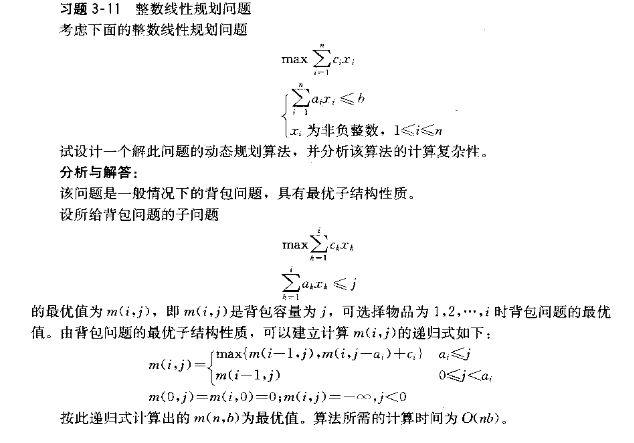 习题 3-11 整数线性规划问题
考虑下面的整数线性规划问题
max ∑_{i=1}^{n} c_i x_i
{ ∑_{i=1}^{n} a_i x_i ≤ b
x_i 为非负整数，1≤i≤n
试设计一个解此问题的动态规划算法，并分析该算法的计算复杂性。
分析与解答：
该问题是一般情况下的背包问题，具有最优子结构性质。
设所给背包问题的子问题
max ∑_{k=1}^{i} c_k x_k
∑_{k=1}^{i} a_k x_k ≤ j
的最优值为 m(i,j)，即 m(i,j)是背包容量为 j，可选择物品为 1,2,…,i 时背包问题的最优
值。由背包问题的最优子结构性质，可以建立计算 m(i,j)的递归式如下：
m(i,j)={ max{m(i-1,j),m(i,j-a_i)+c_i} a_i≤j
m(i-1,j) 0≤j<a_i
m(0,j)=m(i,0)=0;m(i,j)=-∞,j<0
按此递归式计算出的 m(n,b)为最优值。算法所需的计算时间为 O(nb)。